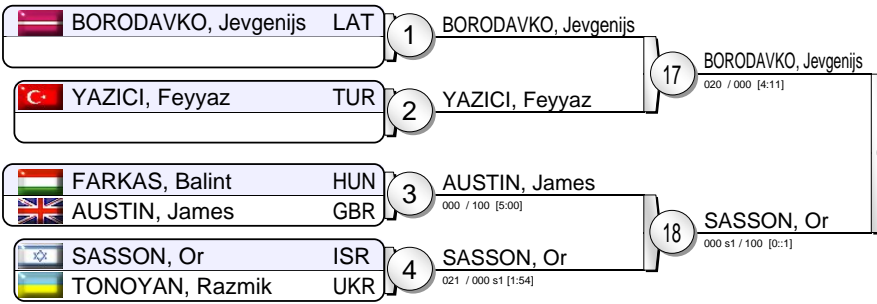 BORODAVKO, Jevgenijs LAT
1
BORODAVKO, Jevgenijs
YAZICI, Feyyaz TUR
2
YAZICI, Feyyaz
17
BORODAVKO, Jevgenijs
020 / 000 [4:11]
FARKAS, Balint HUN
AUSTIN, James GBR
3
AUSTIN, James
000 / 100 [5:00]
SASSON, Or ISR
TONOYAN, Razmik UKR
4
SASSON, Or
021 / 000 s1 [1:54]
18
SASSON, Or
000 s1 / 100 [0::1]